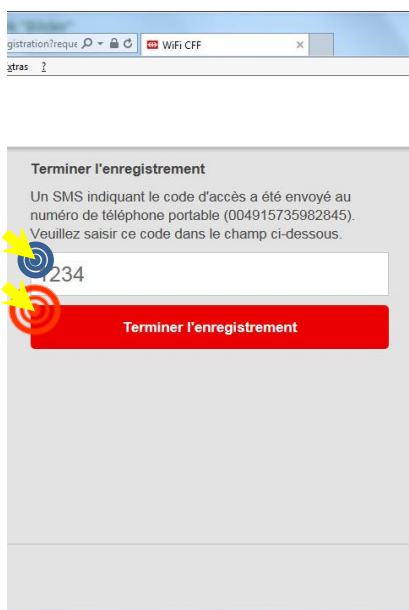 gistration?reque
WiFi CFF
xtras ?
Terminer l'enregistrement
Un SMS indiquant le code d'accès a été envoyé au
numéro de téléphone portable (004915735982845).
Veuillez saisir ce code dans le champ ci-dessous.
1234
Terminer l'enregistrement